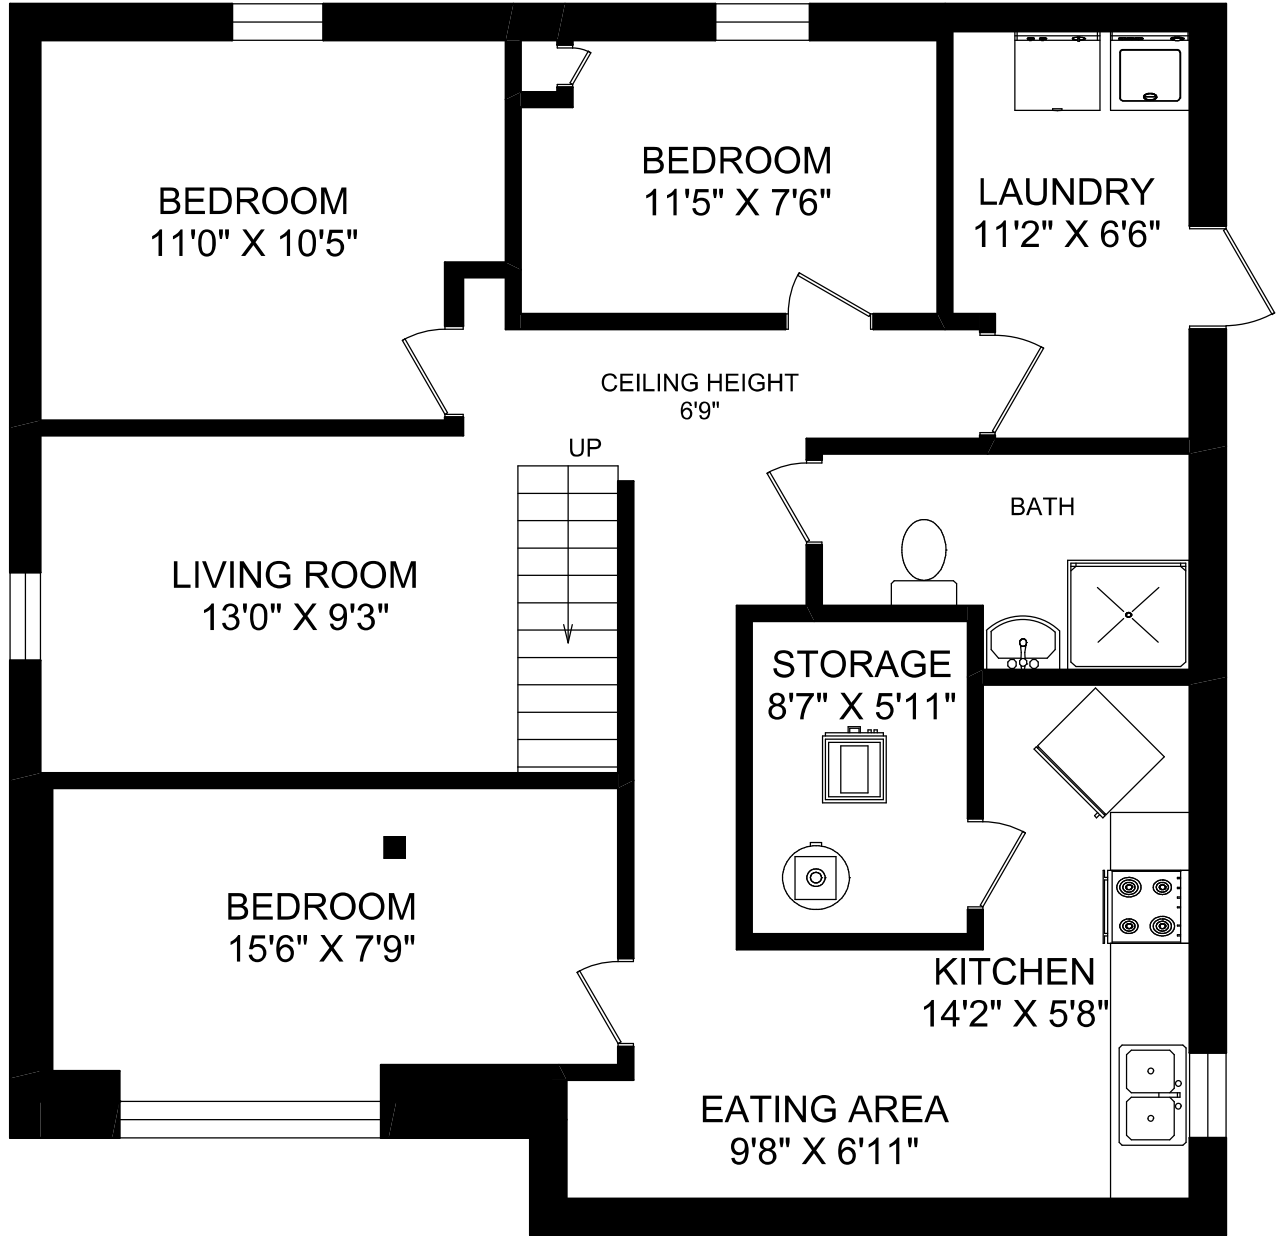 BEDROOM
11'0" X 10'5"
BEDROOM
11'5" X 7'6"
LAUNDRY
11'2" X 6'6"
CEILING HEIGHT
6'9"
UP
BATH
LIVING ROOM
13'0" X 9'3"
STORAGE
8'7" X 5'11"
BEDROOM
15'6" X 7'9"
KITCHEN
14'2" X 5'8"
EATING AREA
9'8" X 6'11"